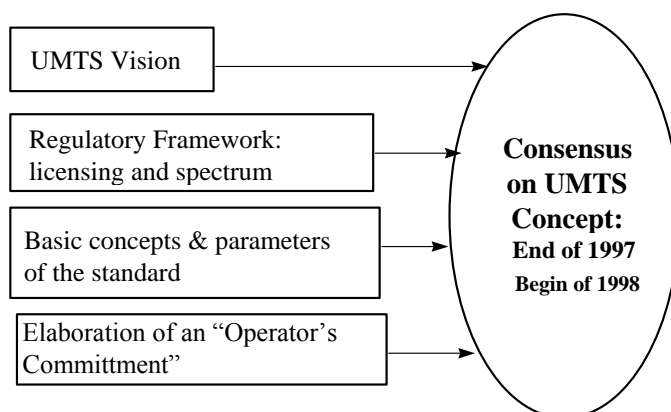 UMTS Vision
Regulatory Framework:
licensing and spectrum
Basic concepts & parameters
of the standard
Elaboration of an “Operator’s
Committment”
Consensus
on UMTS
Concept:
End of 1997
Begin of 1998